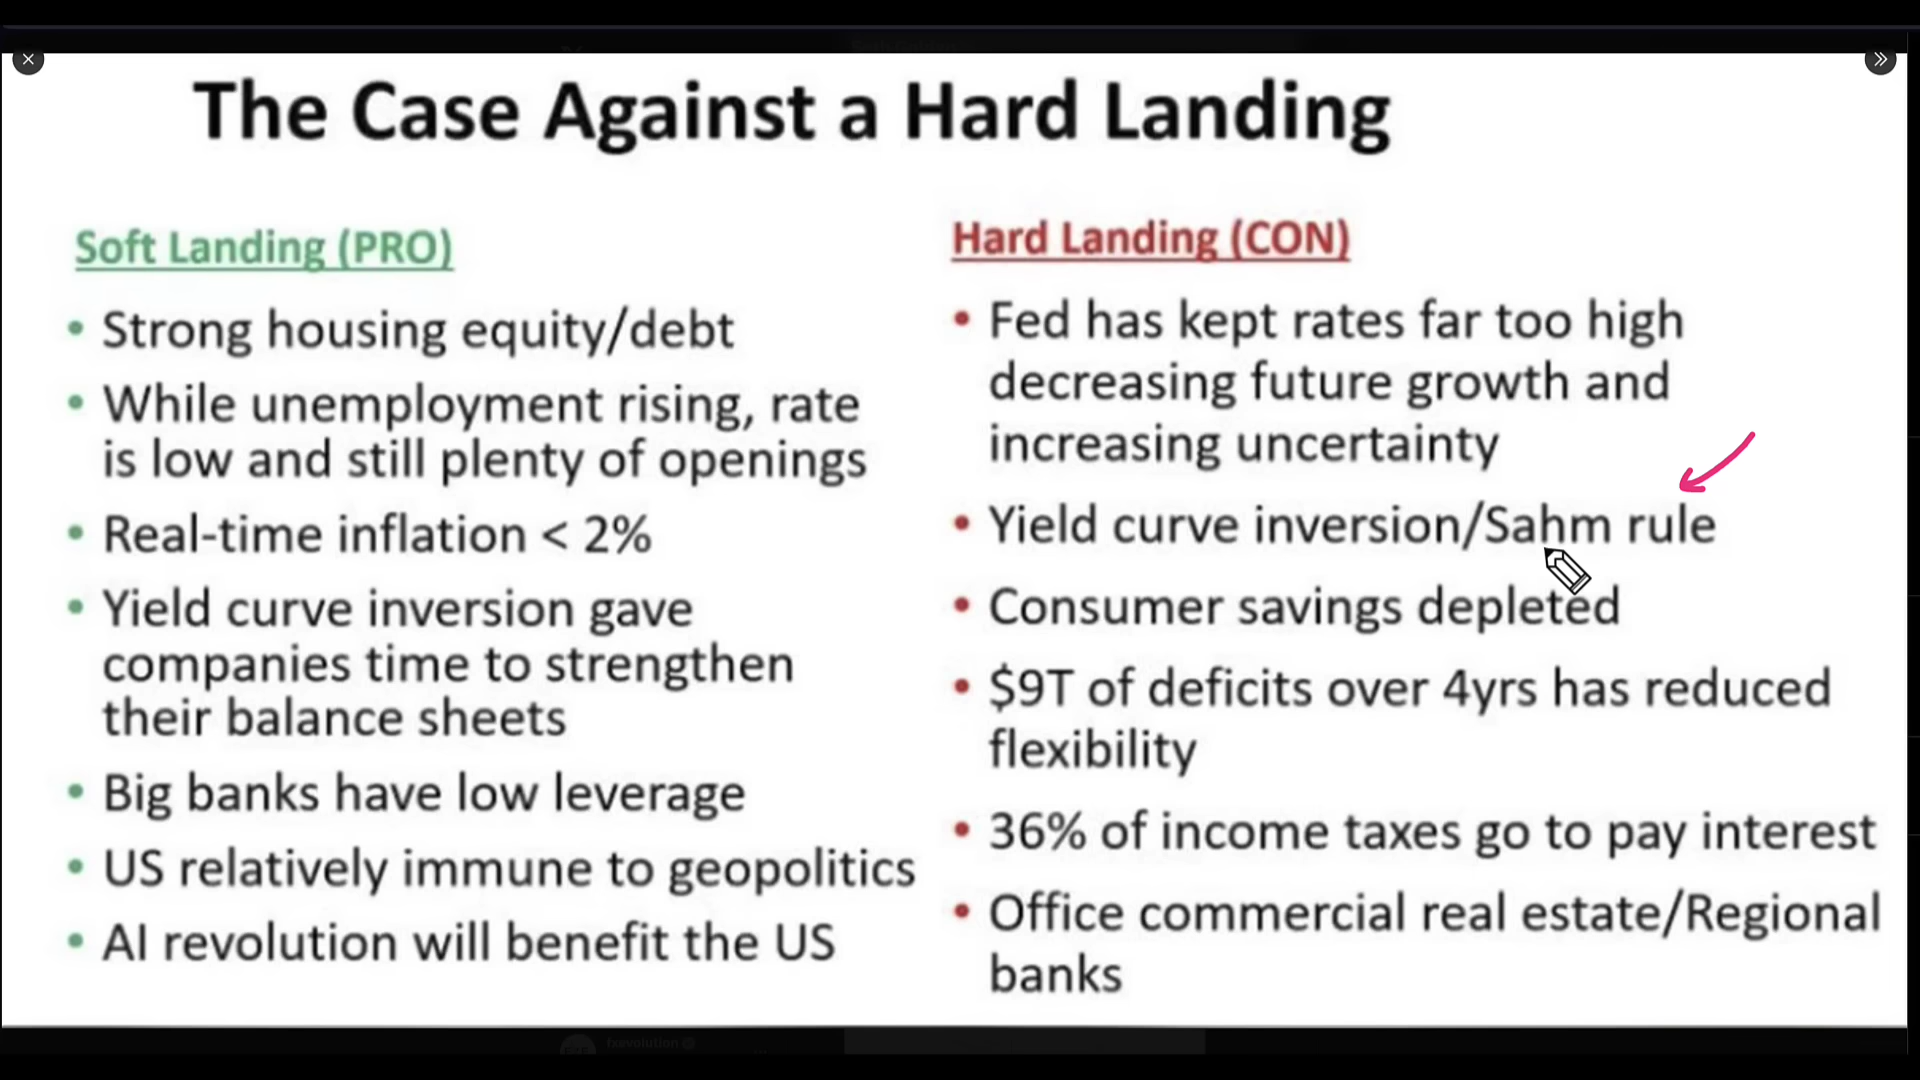 The Case Against a Hard Landing
Soft Landing (PRO)
• Strong housing equity/debt
• While unemployment rising, rate
is low and still plenty of openings
• Real-time inflation < 2%
• Yield curve inversion gave
companies time to strengthen
their balance sheets
• Big banks have low leverage
• US relatively immune to geopolitics
• AI revolution will benefit the US
Hard Landing (CON)
• Fed has kept rates far too high
decreasing future growth and
increasing uncertainty
• Yield curve inversion/Sahm rule
• Consumer savings depleted
• $9T of deficits over 4yrs has reduced
flexibility
• 36% of income taxes go to pay interest
• Office commercial real estate/Regional
banks
fxevolution